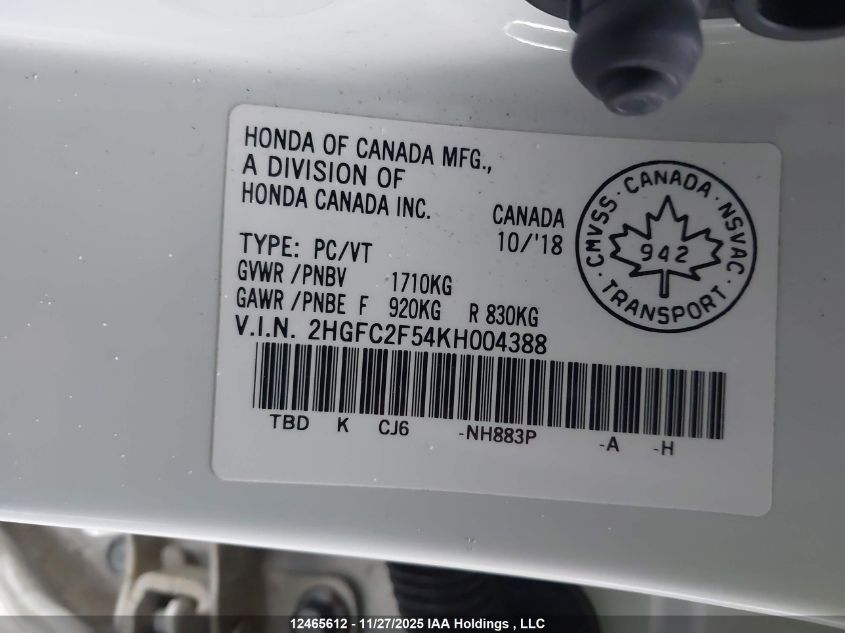 HONDA OF CANADA MFG.,
A DIVISION OF
HONDA CANADA INC.
CANADA
10/'18
TYPE: PC/VT
GVWR /PNBV 1710KG
GAWR /PNBE F 920KG R 830KG
V.I.N. 2HGFC2F54KH004388
TBD K CJ6 -NH883P -A -H
CMVSS · CANADA · NSVAC · TRANSPORT ·
942
12465612 - 11/27/2025 IAA Holdings , LLC